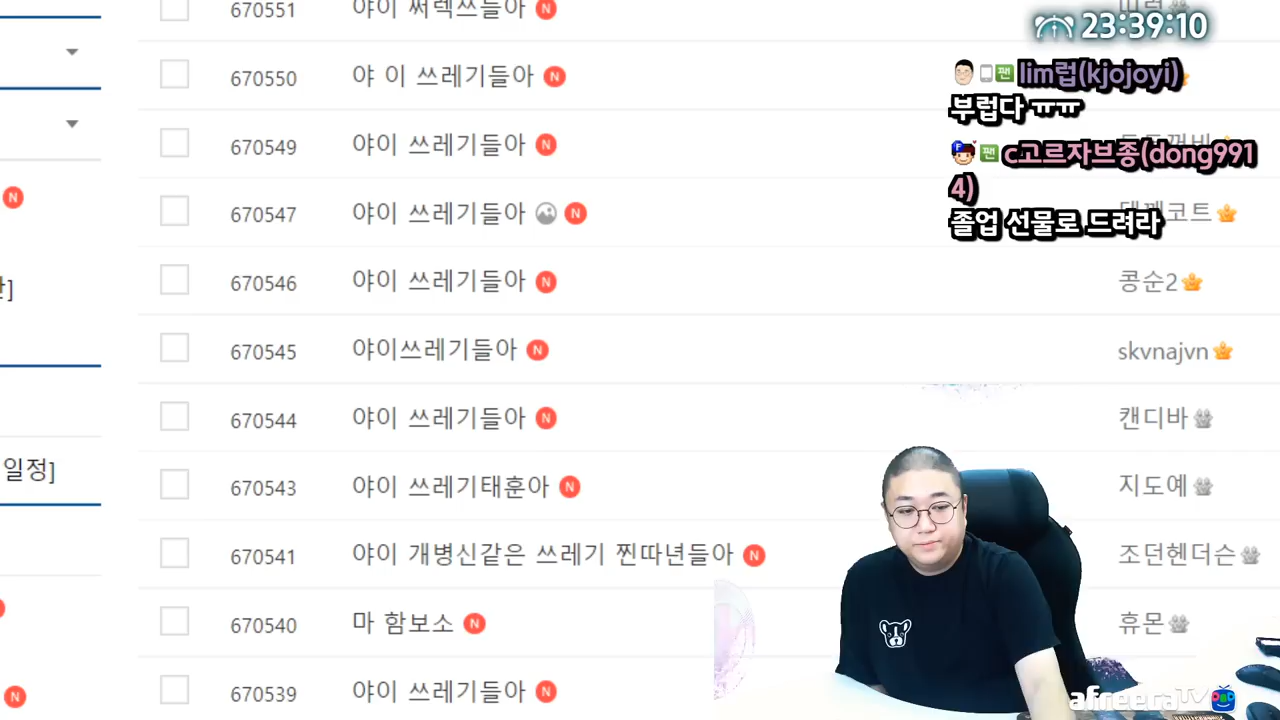 670551 야이 써렉쓰들아 N
23:39:10
670550 야 이 쓰레기들아 N
lim럽(kjojoyi)
부럽다 ㅠㅠ
670549 야이 쓰레기들아 N
c고르자브종(dong991
4)
670547 야이 쓰레기들아 N
졸업 선물로 드려라
670546 야이 쓰레기들아 N 콩순2
670545 야이쓰레기들아 N skvnajvn
670544 야이 쓰레기들아 N 캔디바
일정]
670543 야이 쓰레기태훈아 N 지도예
670541 야이 개병신같은 쓰레기 찐따년들아 N 조던헨더슨
670540 마 함보소 N 휴몬
670539 야이 쓰레기들아 N
afreecaTV